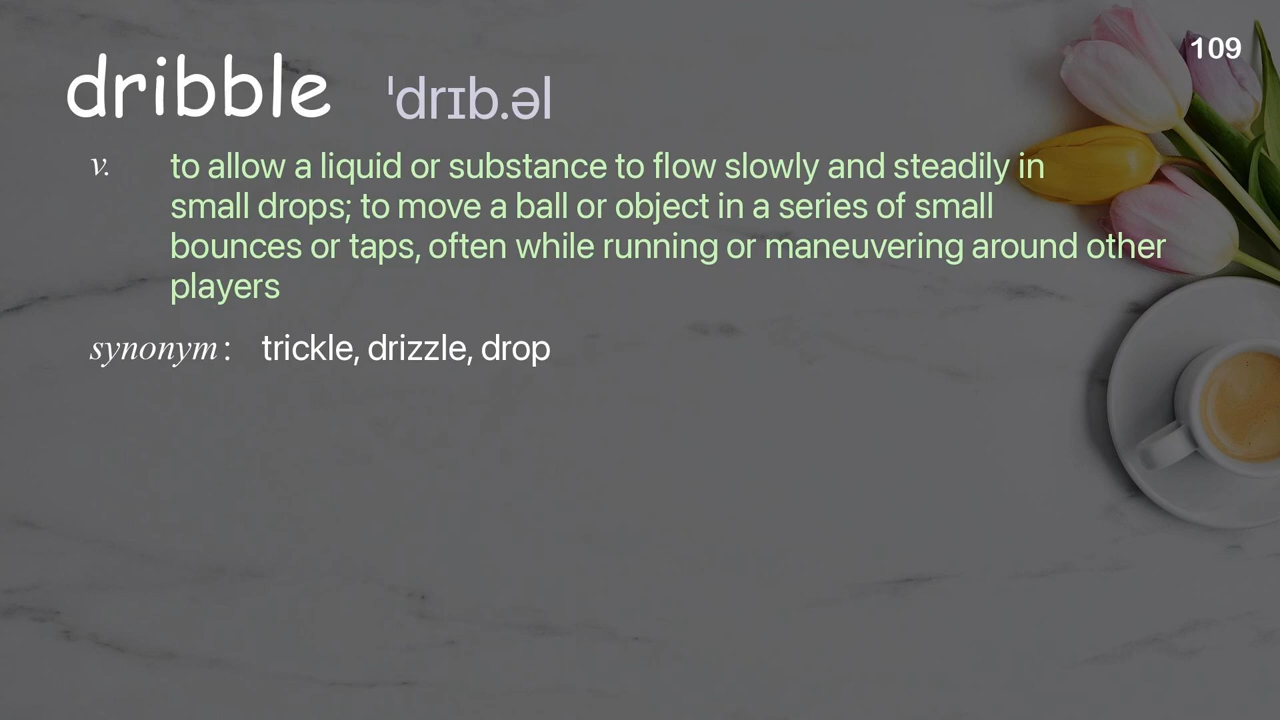 109
dribble ˈdrɪb.əl
v. to allow a liquid or substance to flow slowly and steadily in
small drops; to move a ball or object in a series of small
bounces or taps, often while running or maneuvering around other
players
synonym: trickle, drizzle, drop